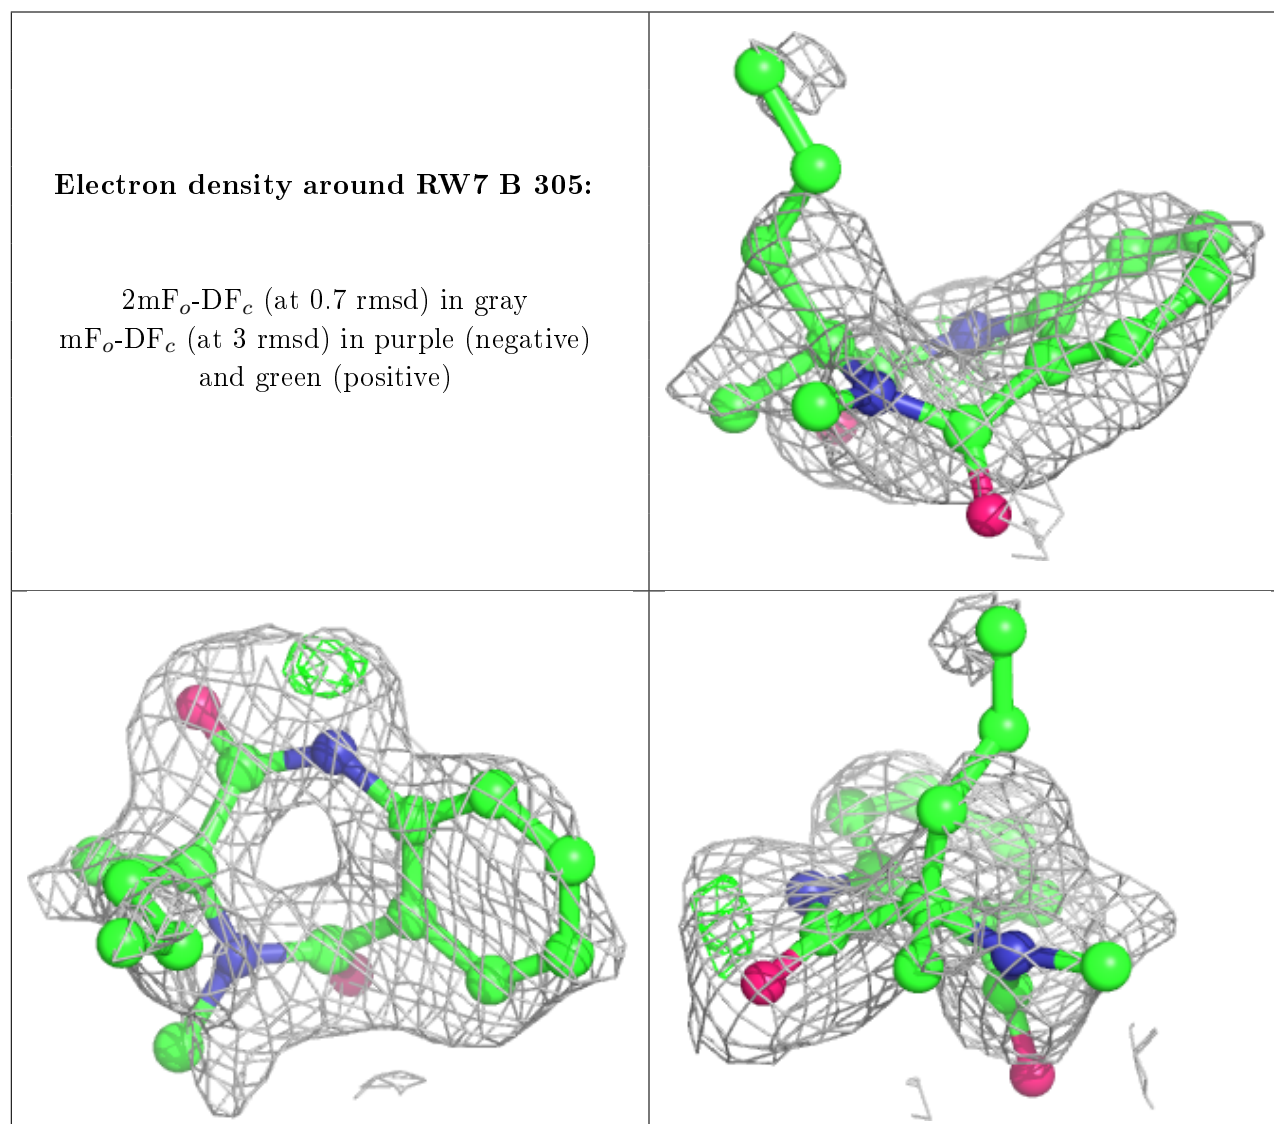 Electron density around RW7 B 305:
2mFₒ-DF𝒸 (at 0.7 rmsd) in gray
mFₒ-DF𝒸 (at 3 rmsd) in purple (negative)
and green (positive)